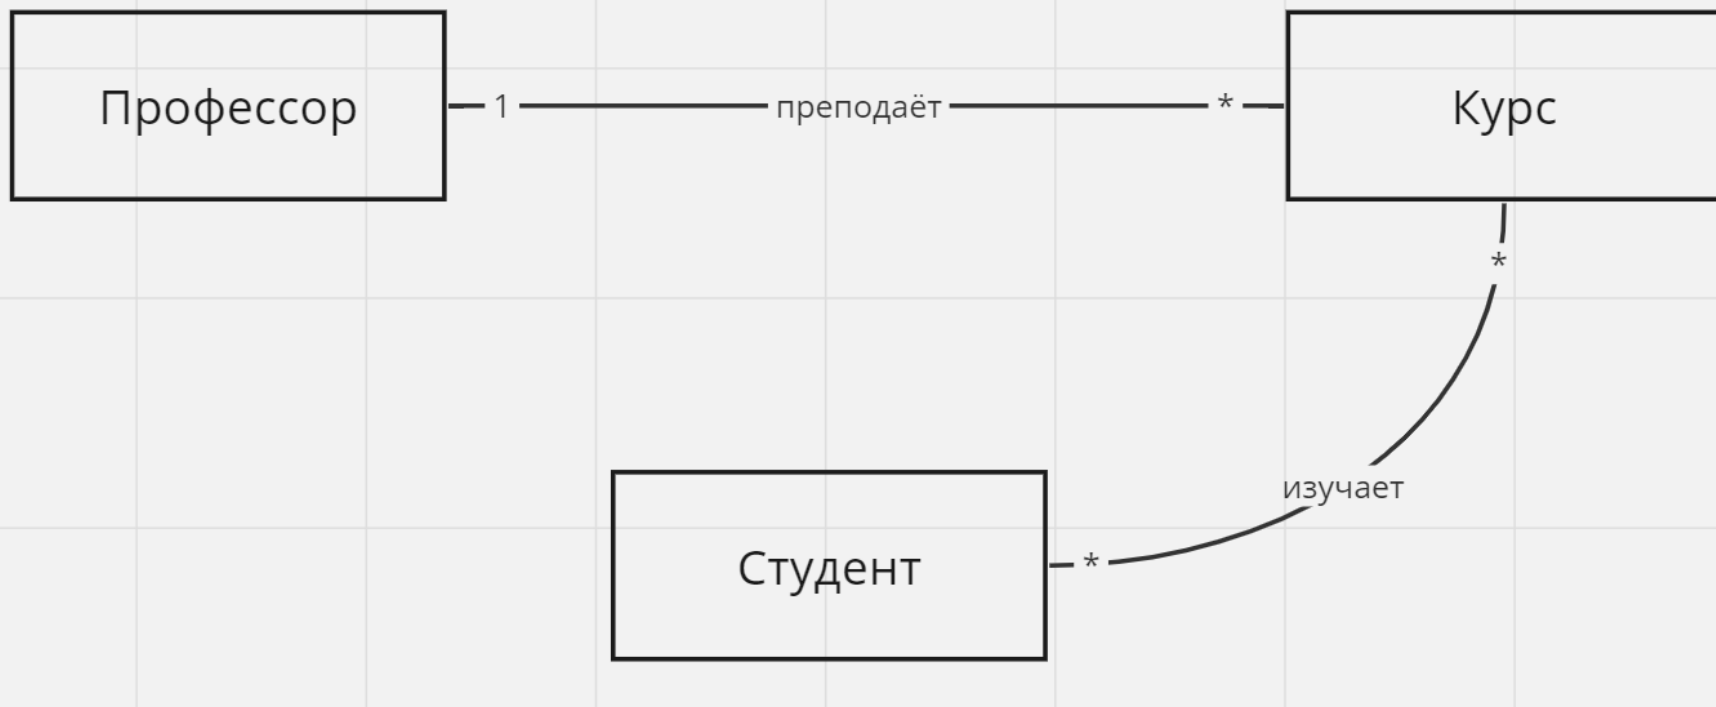 Профессор
1
преподаёт
*
Курс
*
изучает
*
Студент